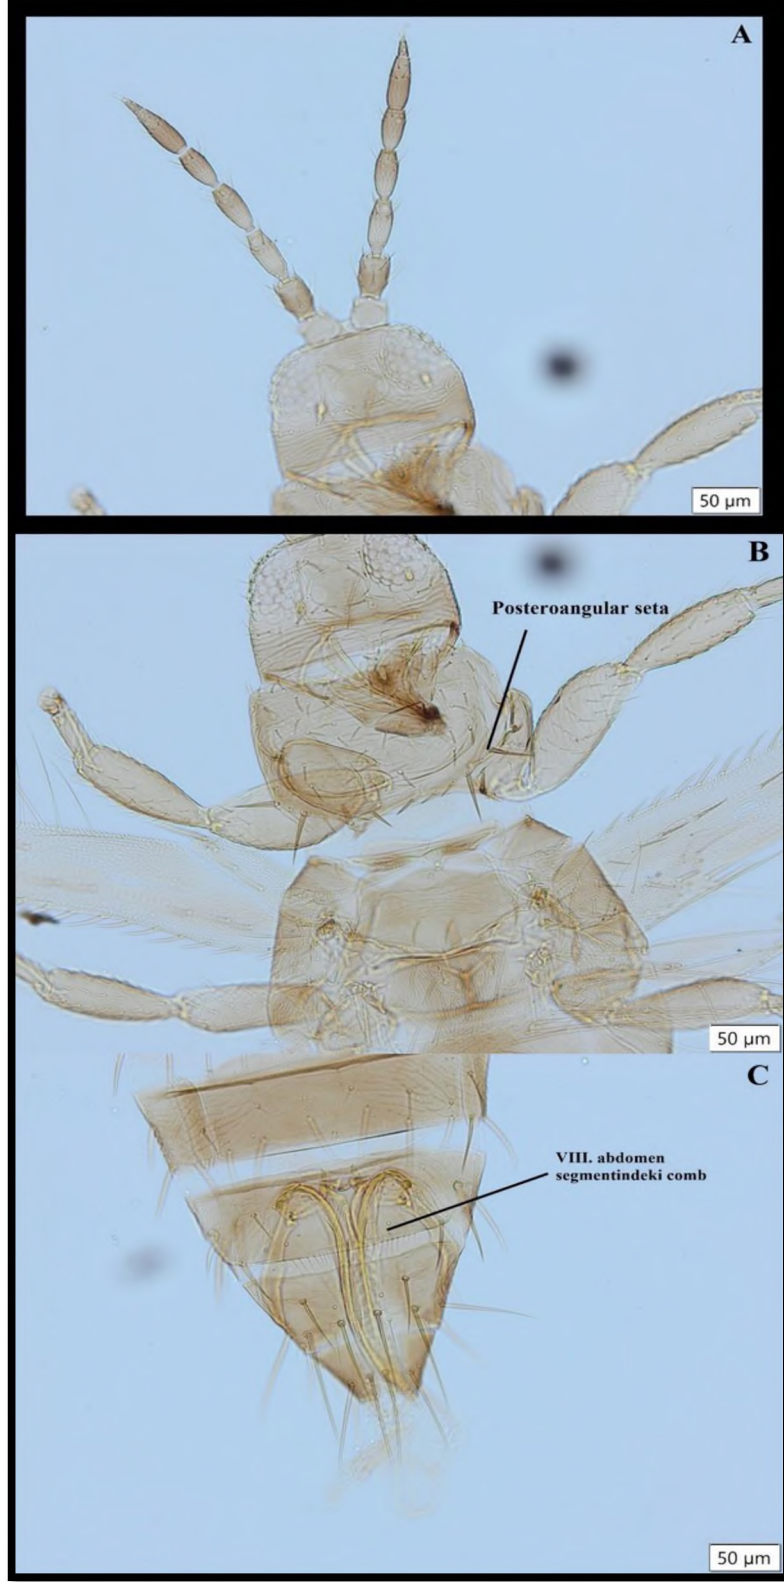 A
50 µm
B
Posteroangular seta
50 µm
C
VIII. abdomen
segmentindeki comb
50 µm